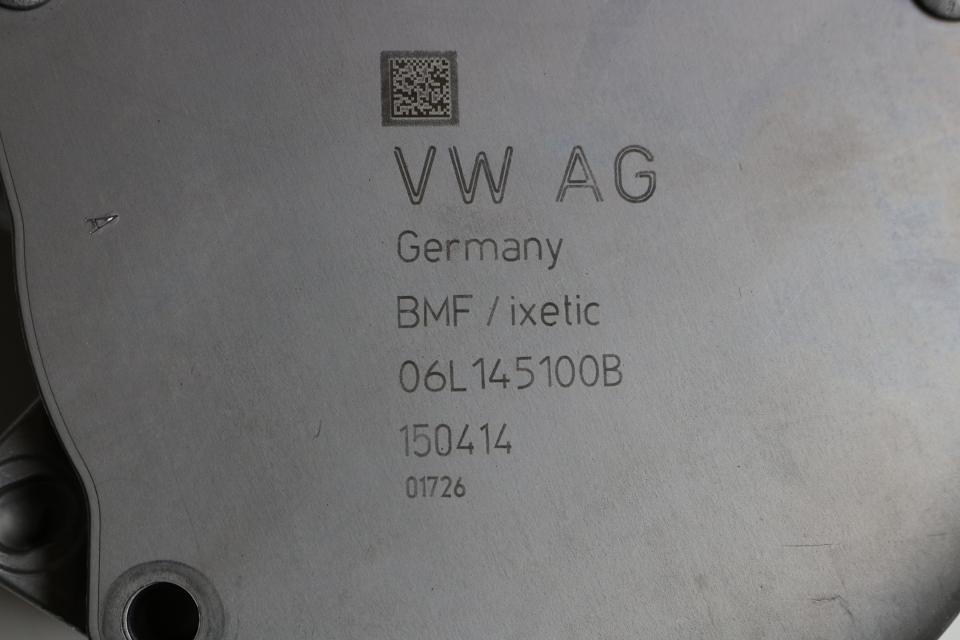 VW AG
A
Germany
BMF / ixetic
06L145100B
150414
01726